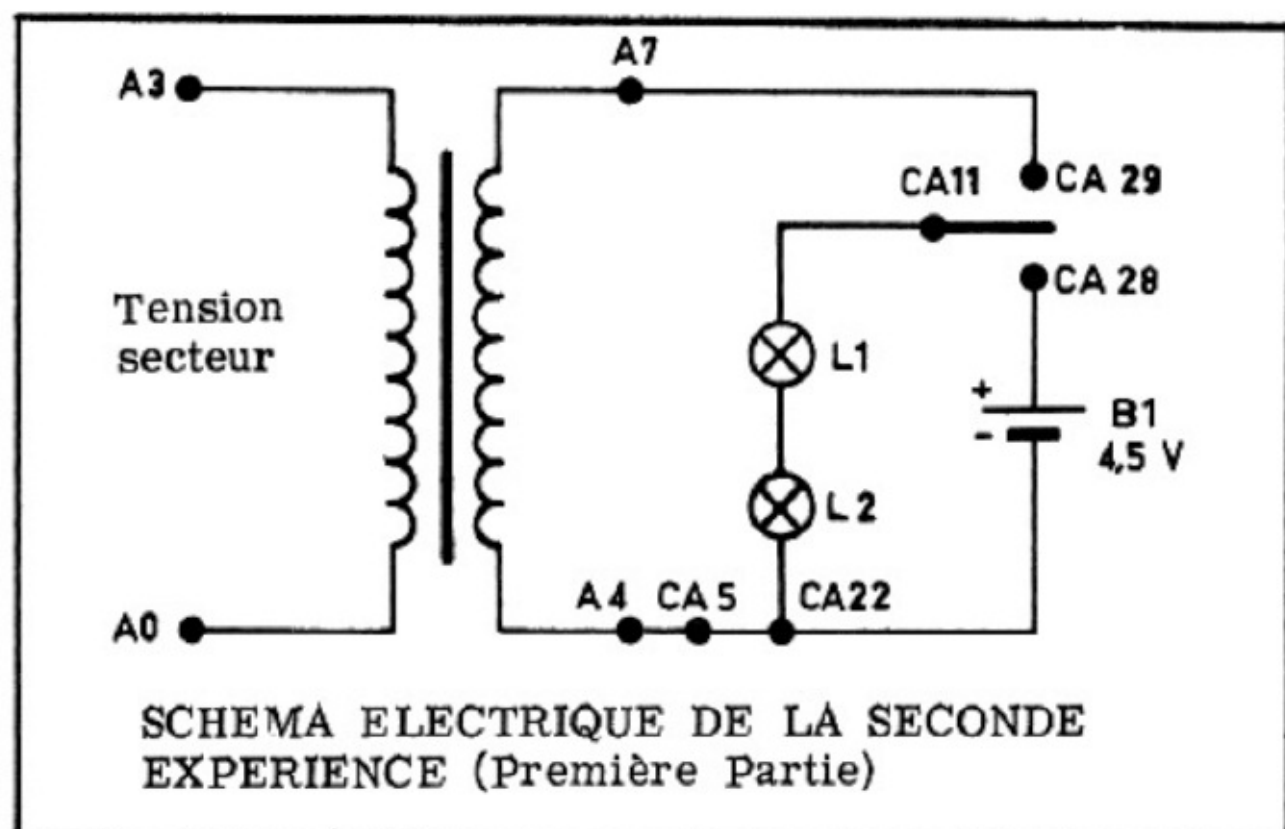 A3
A7
CA11
CA 29
CA 28
Tension
secteur
L1
+
B1
-
4,5 V
L2
A4 CA5 CA22
A0
SCHEMA ELECTRIQUE DE LA SECONDE
EXPERIENCE (Première Partie)